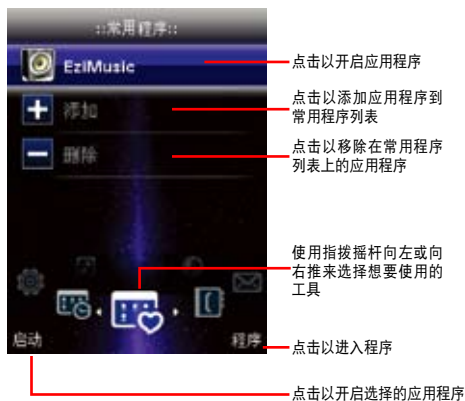 ::常用程序::
EziMusic
添加
删除
启动
程序
点击以开启应用程序
点击以添加应用程序到
常用程序列表
点击以移除在常用程序
列表上的应用程序
使用指拨摇杆向左或向
右推来选择想要使用的
工具
点击以进入程序
点击以开启选择的应用程序